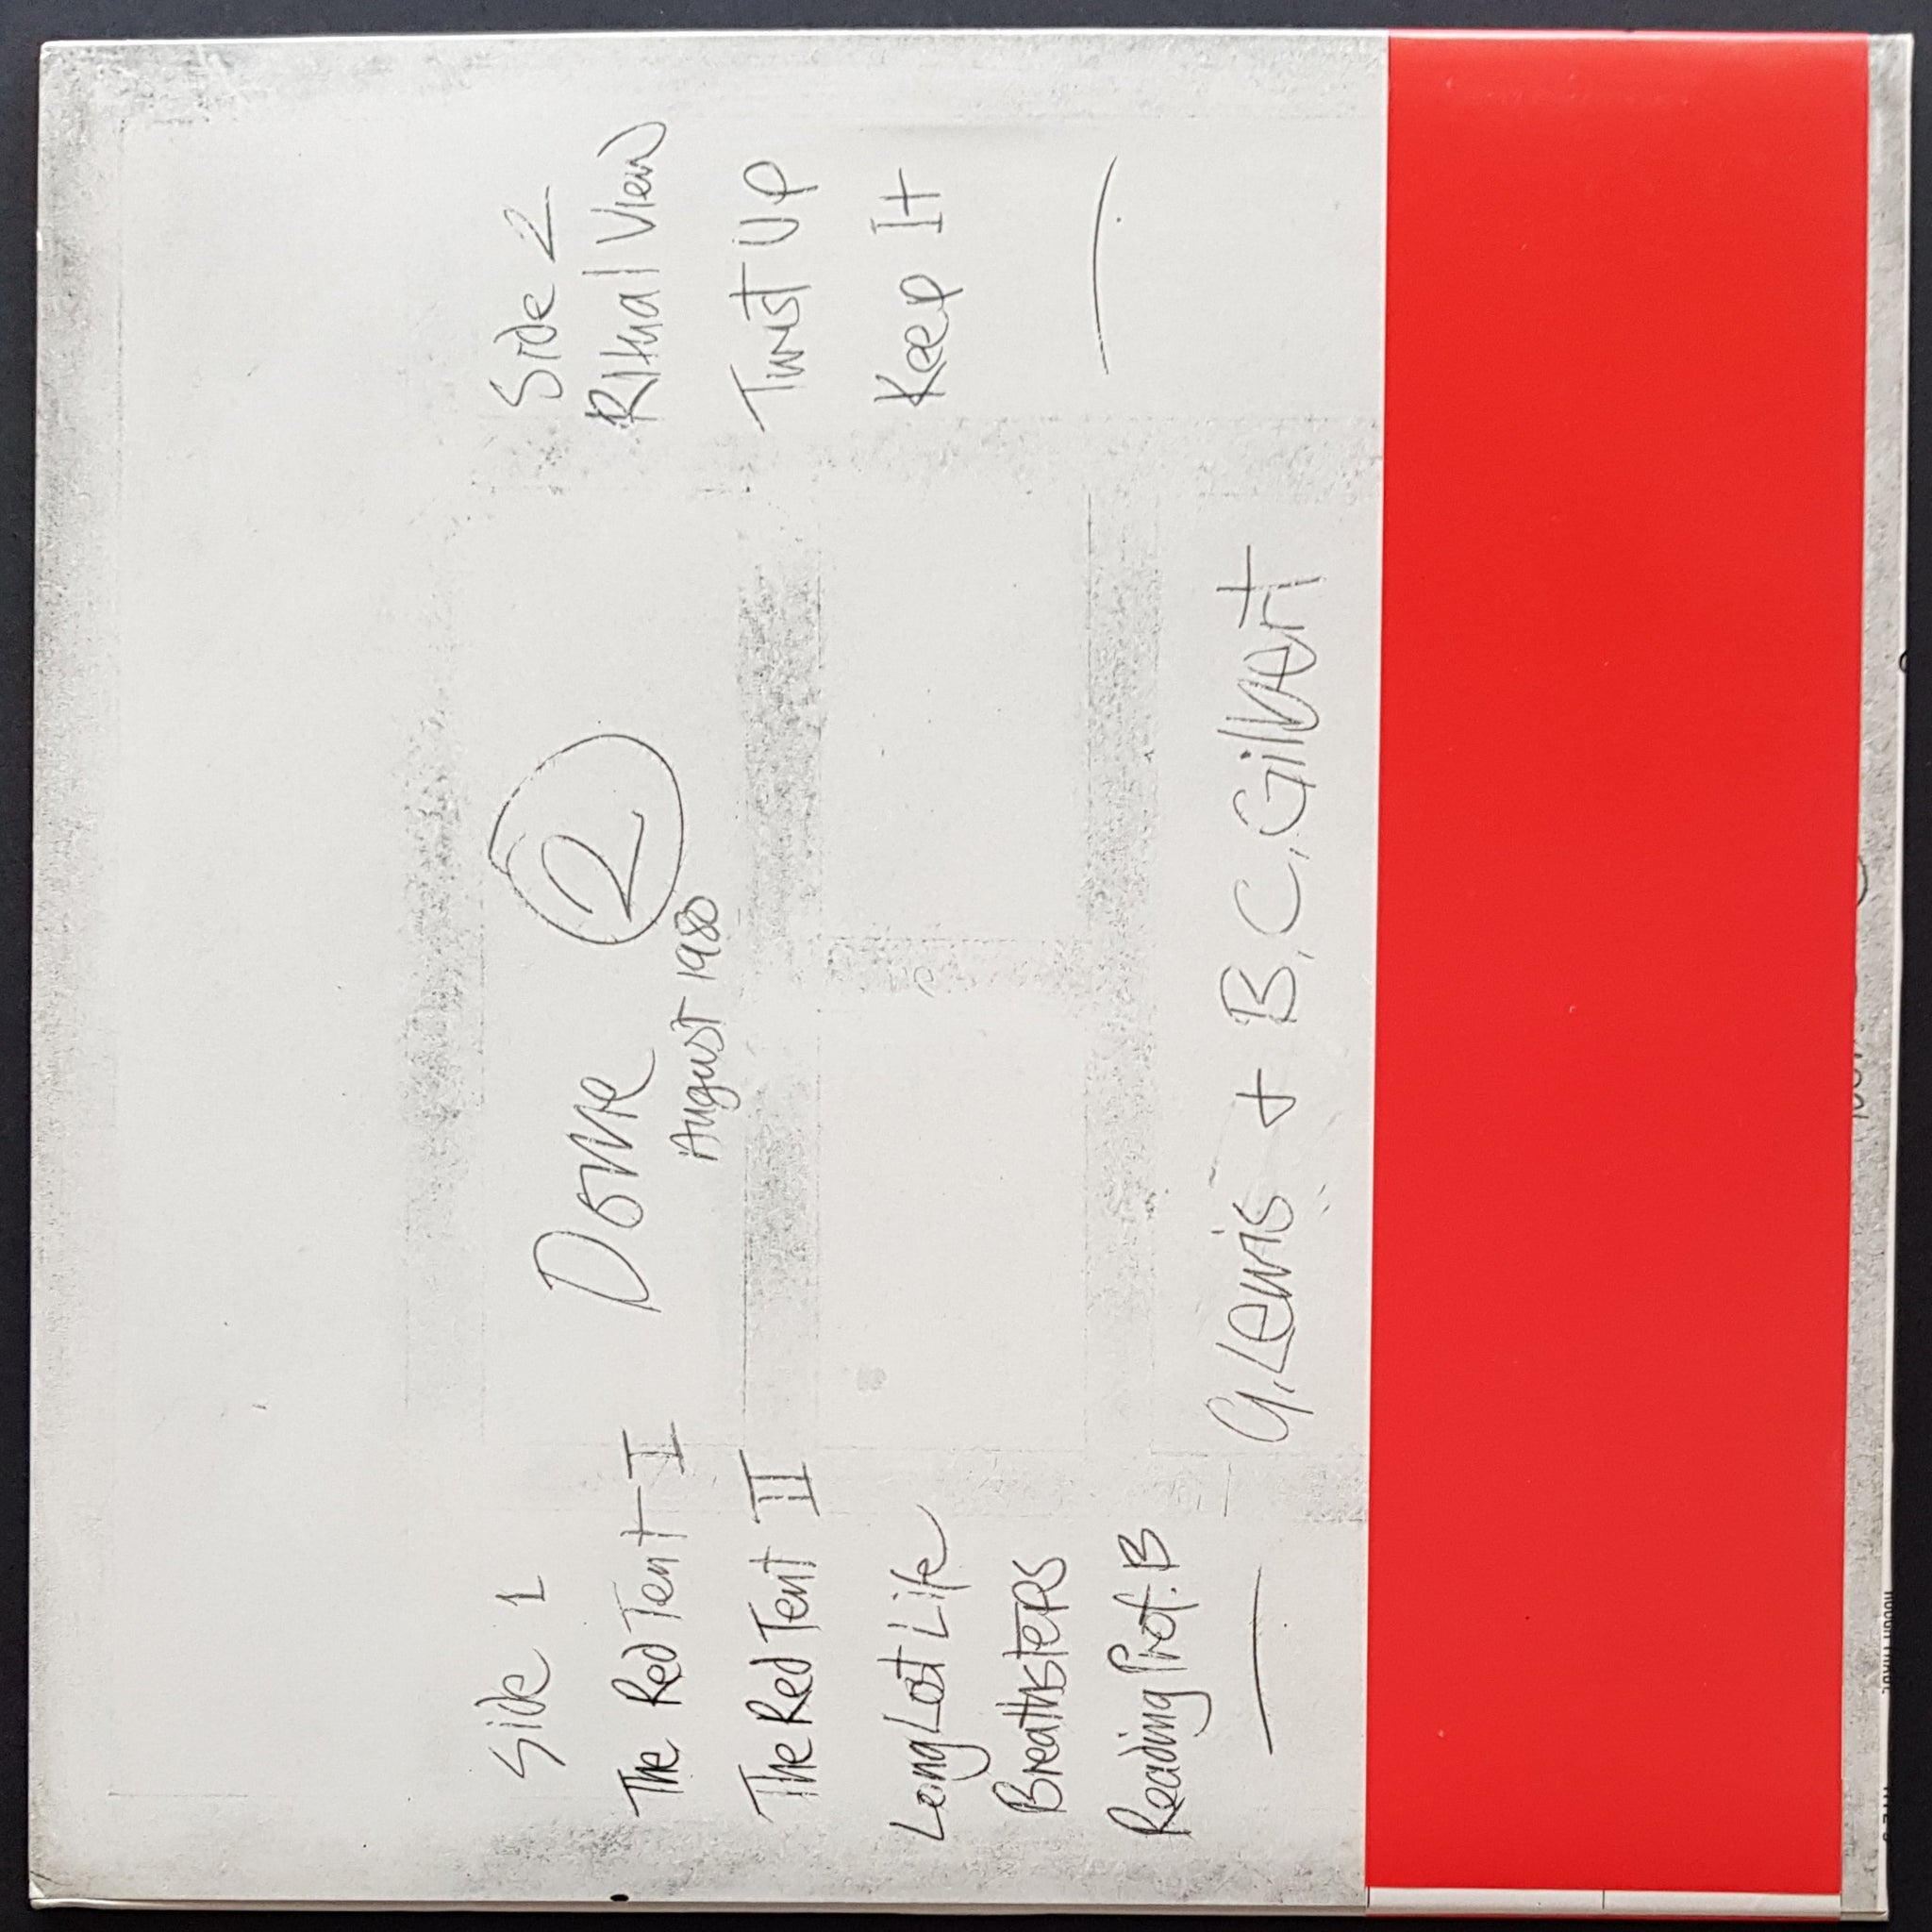 Side 1
The Red Tent I
The Red Tent II
Long Lost Life
Breathsteps
Reading Prof. B
Dome 2
August 1980
Side 2
Ritual View
Twist Up
Keep It
G. Lewis + B. C. Gilbert